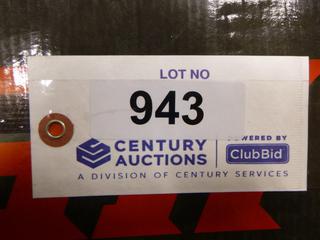 LOT NO
943
CENTURY AUCTIONS
POWERED BY
ClubBid
A DIVISION OF CENTURY SERVICES